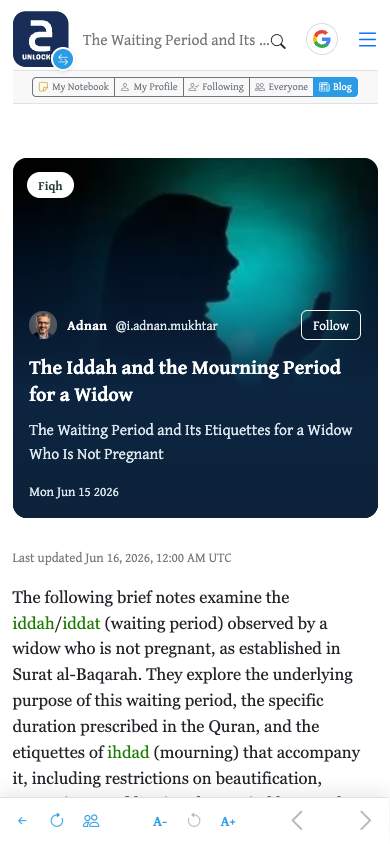 UNLOCK
The Waiting Period and Its ...
My Notebook
My Profile
Following
Everyone
Blog
Fiqh
Adnan @i.adnan.mukhtar
Follow
The Iddah and the Mourning Period
for a Widow
The Waiting Period and Its Etiquettes for a Widow
Who Is Not Pregnant
Mon Jun 15 2026
Last updated Jun 16, 2026, 12:00 AM UTC
The following brief notes examine the
iddah/iddat (waiting period) observed by a
widow who is not pregnant, as established in
Surat al-Baqarah. They explore the underlying
purpose of this waiting period, the specific
duration prescribed in the Quran, and the
etiquettes of ihdad (mourning) that accompany
it, including restrictions on beautification,
A-
A+